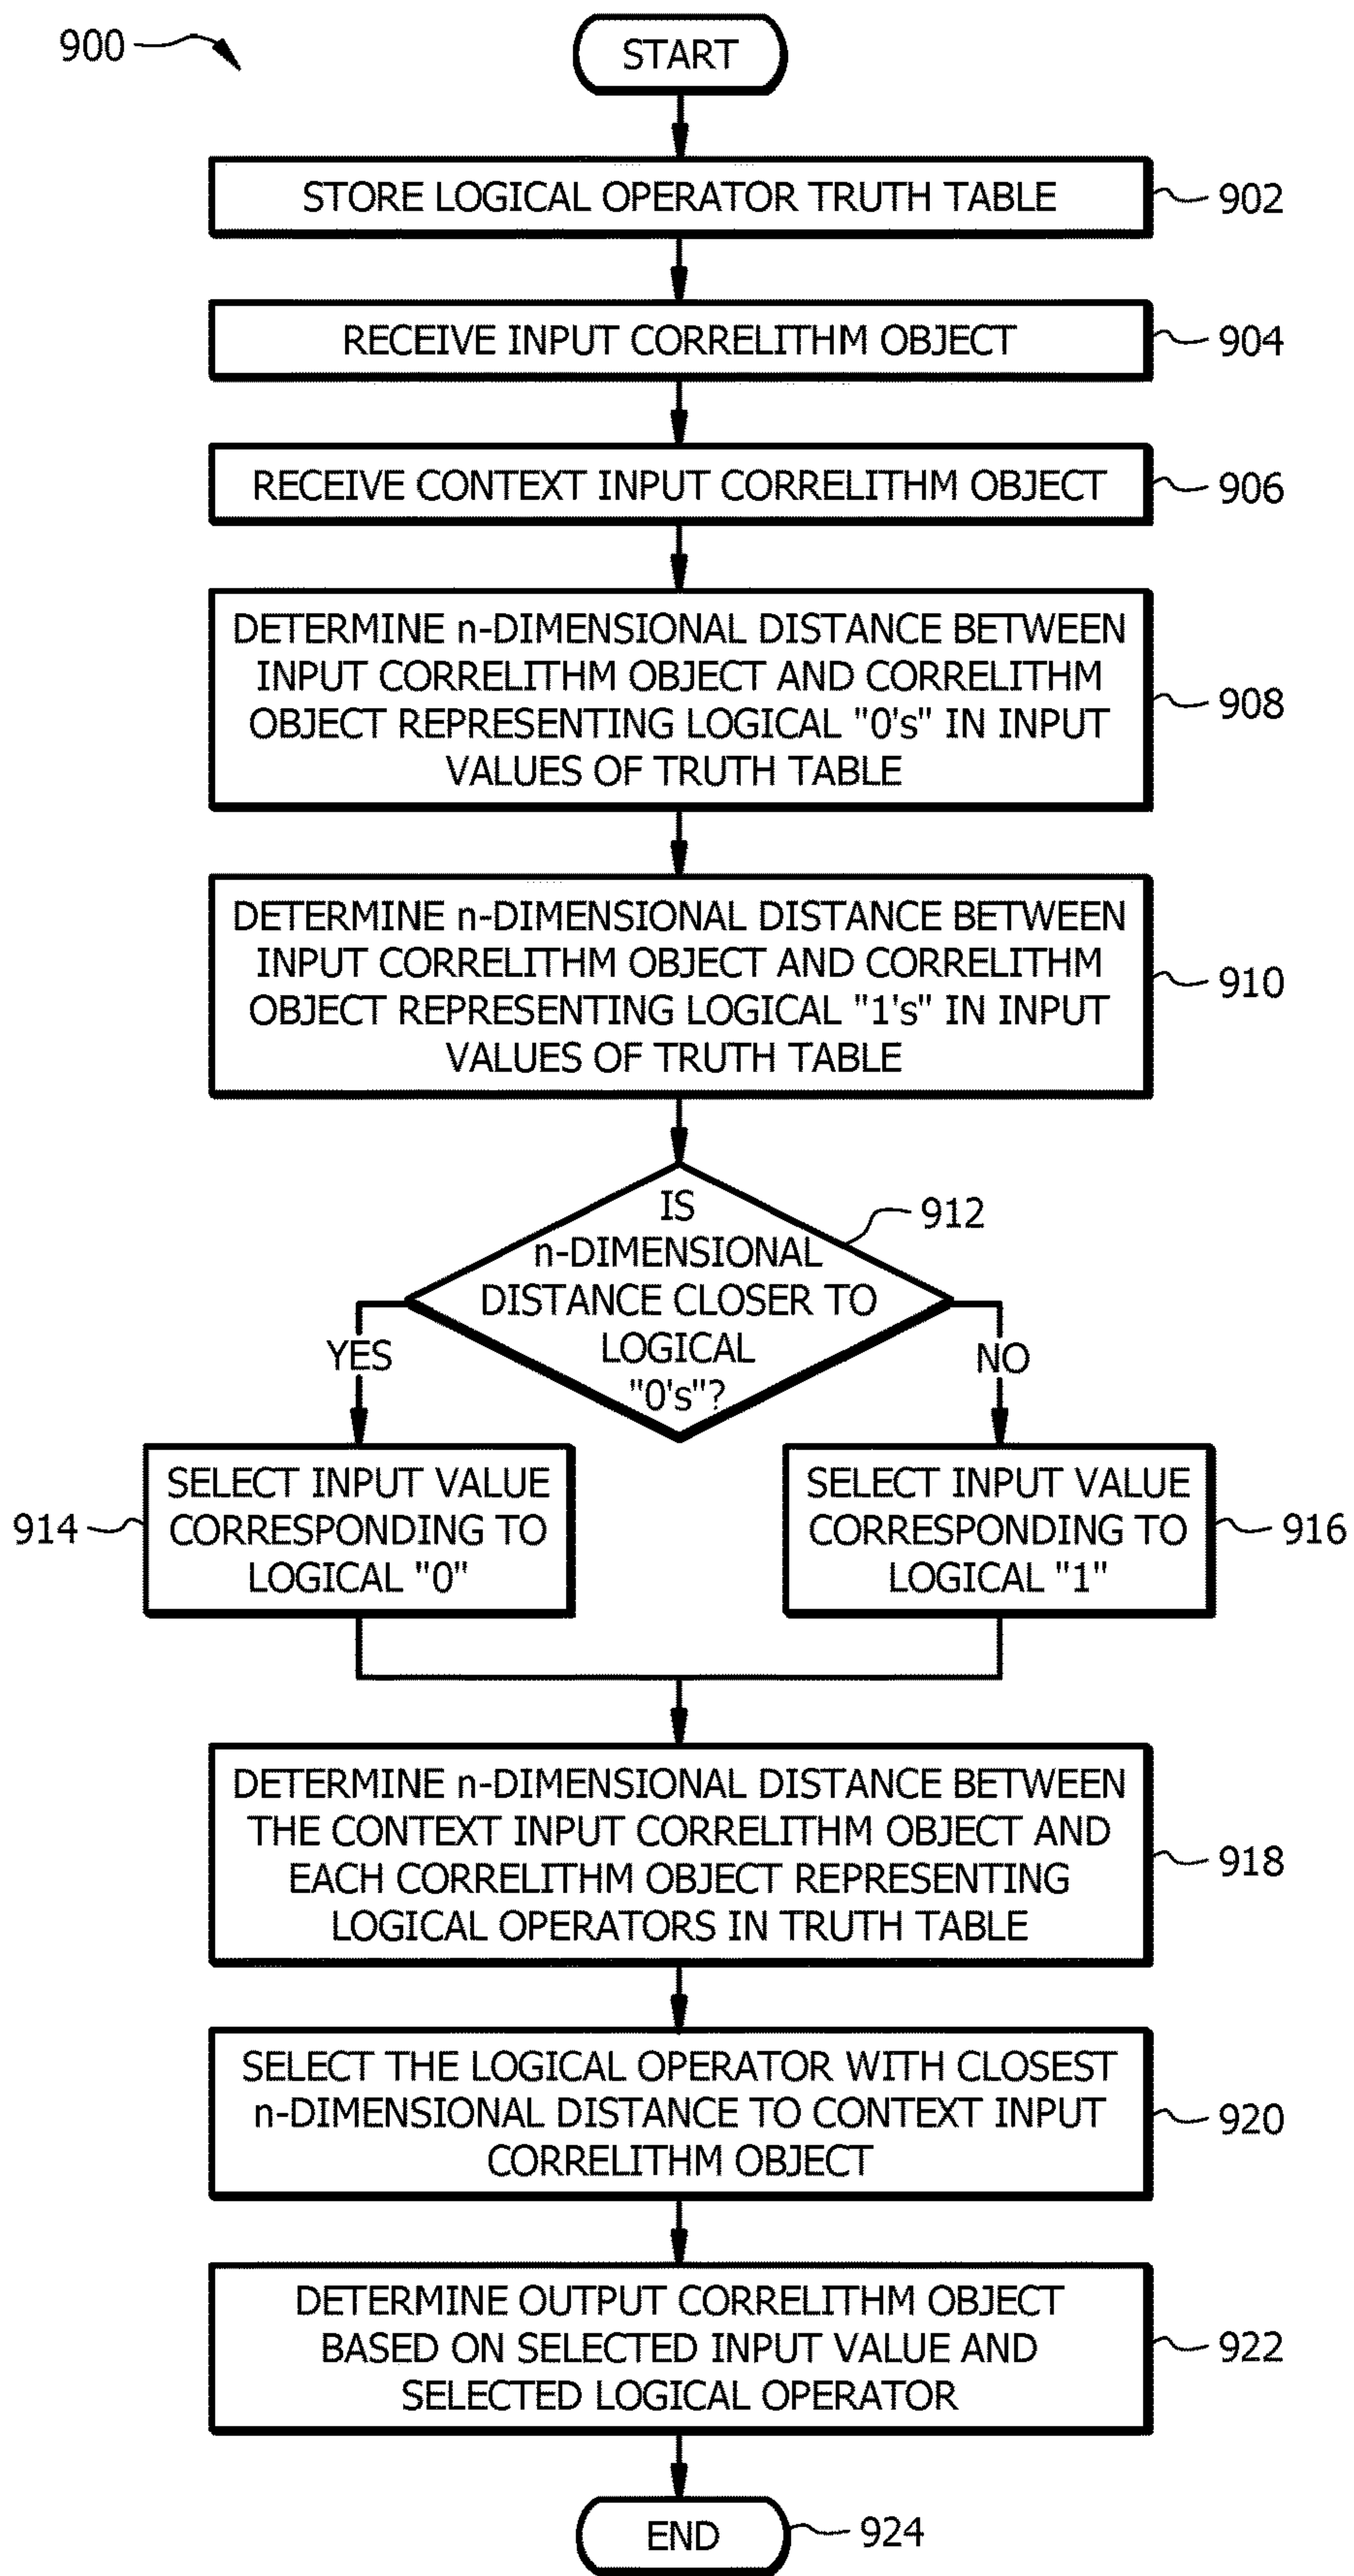 900
START
STORE LOGICAL OPERATOR TRUTH TABLE
902
RECEIVE INPUT CORRELITHM OBJECT
904
RECEIVE CONTEXT INPUT CORRELITHM OBJECT
906
DETERMINE n-DIMENSIONAL DISTANCE BETWEEN
INPUT CORRELITHM OBJECT AND CORRELITHM
OBJECT REPRESENTING LOGICAL "0's" IN INPUT
VALUES OF TRUTH TABLE
908
DETERMINE n-DIMENSIONAL DISTANCE BETWEEN
INPUT CORRELITHM OBJECT AND CORRELITHM
OBJECT REPRESENTING LOGICAL "1's" IN INPUT
VALUES OF TRUTH TABLE
910
IS
n-DIMENSIONAL
DISTANCE CLOSER TO
LOGICAL
"0's"?
912
YES
NO
SELECT INPUT VALUE
CORRESPONDING TO
LOGICAL "0"
914
SELECT INPUT VALUE
CORRESPONDING TO
LOGICAL "1"
916
DETERMINE n-DIMENSIONAL DISTANCE BETWEEN
THE CONTEXT INPUT CORRELITHM OBJECT AND
EACH CORRELITHM OBJECT REPRESENTING
LOGICAL OPERATORS IN TRUTH TABLE
918
SELECT THE LOGICAL OPERATOR WITH CLOSEST
n-DIMENSIONAL DISTANCE TO CONTEXT INPUT
CORRELITHM OBJECT
920
DETERMINE OUTPUT CORRELITHM OBJECT
BASED ON SELECTED INPUT VALUE AND
SELECTED LOGICAL OPERATOR
922
END
924